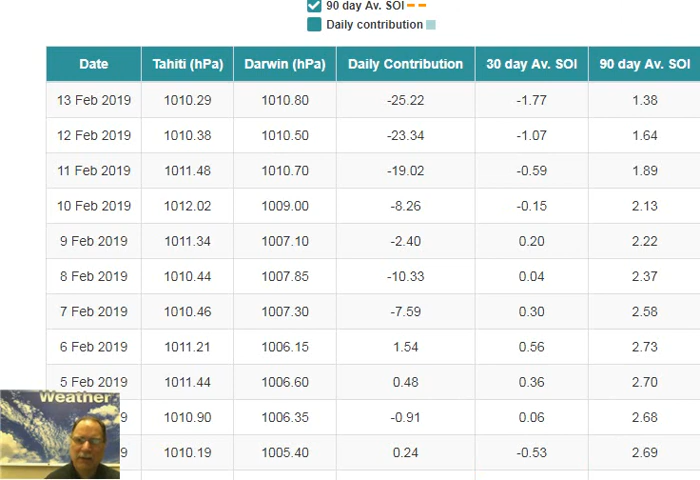 90 day Av. SOI
Daily contribution
Date Tahiti (hPa) Darwin (hPa) Daily Contribution 30 day Av. SOI 90 day Av. SOI
13 Feb 2019 1010.29 1010.80 -25.22 -1.77 1.38
12 Feb 2019 1010.38 1010.50 -23.34 -1.07 1.64
11 Feb 2019 1011.48 1010.70 -19.02 -0.59 1.89
10 Feb 2019 1012.02 1009.00 -8.26 -0.15 2.13
9 Feb 2019 1011.34 1007.10 -2.40 0.20 2.22
8 Feb 2019 1010.44 1007.85 -10.33 0.04 2.37
7 Feb 2019 1010.46 1007.30 -7.59 0.30 2.58
6 Feb 2019 1011.21 1006.15 1.54 0.56 2.73
5 Feb 2019 1011.44 1006.60 0.48 0.36 2.70
Weather
9 1010.90 1006.35 -0.91 0.06 2.68
9 1010.19 1005.40 0.24 -0.53 2.69